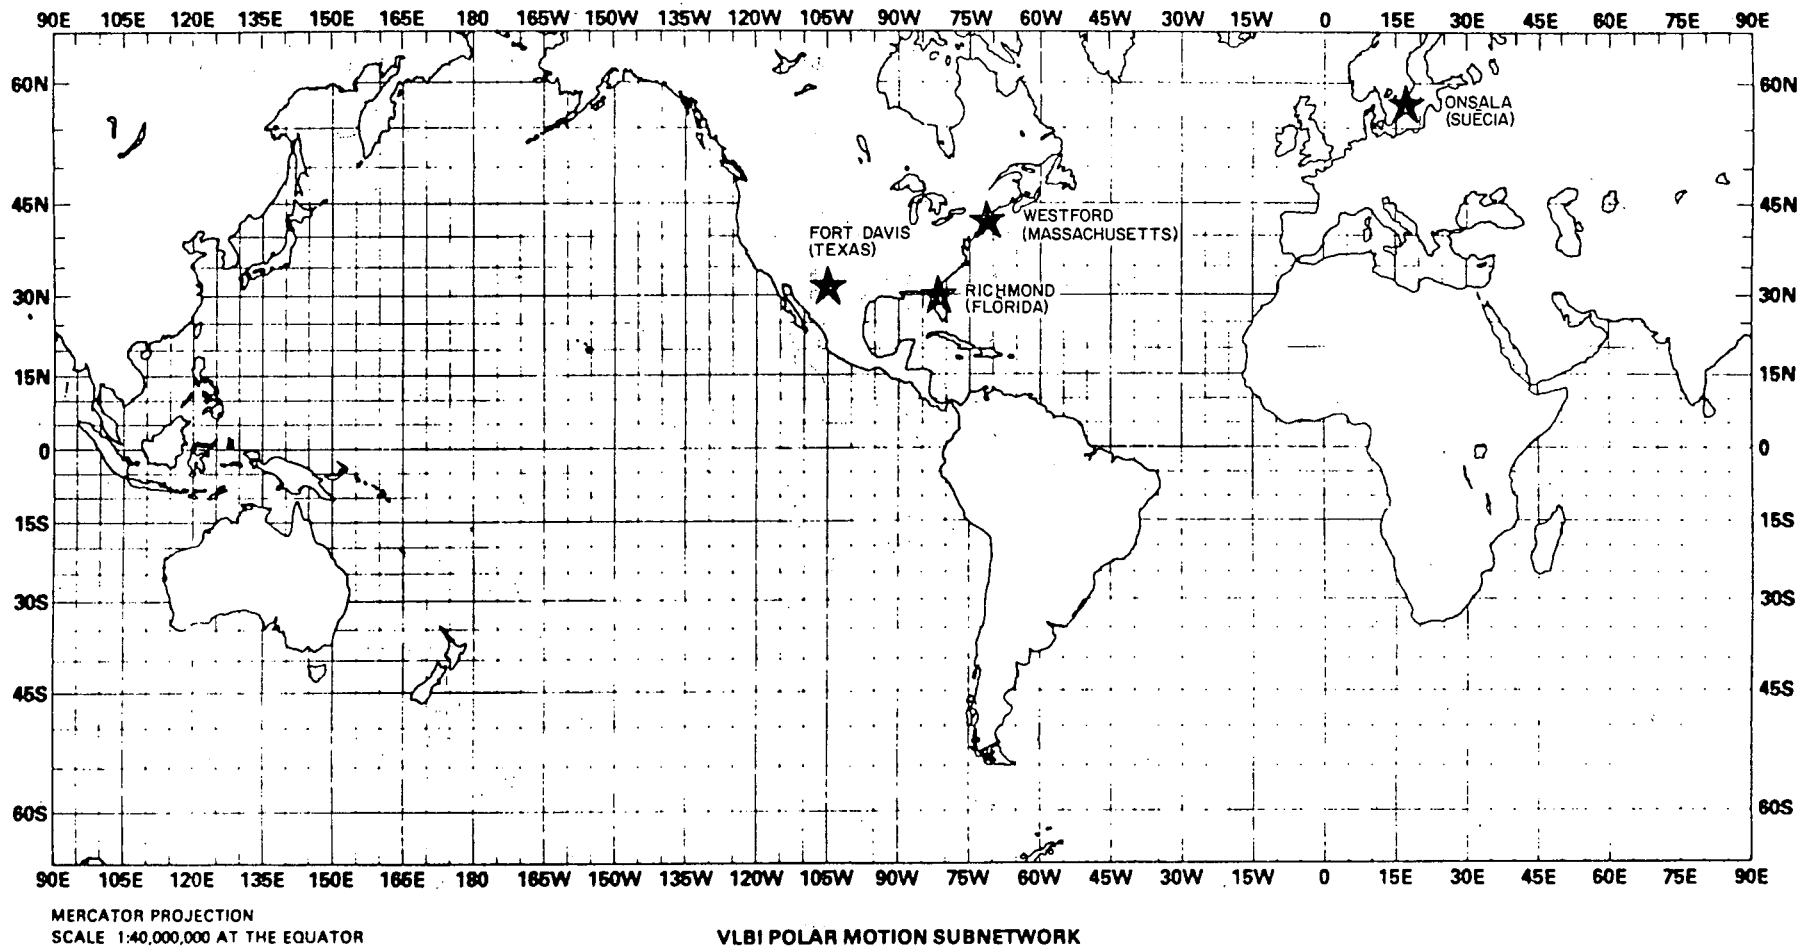 90E 105E 120E 135E 150E 165E 180 165W 150W 135W 120W 105W 90W 75W 60W 45W 30W 15W 0 15E 30E 45E 60E 75E 90E
60N 60N
ONSALA
(SUECIA)
45N 45N
WESTFORD
(MASSACHUSETTS)
FORT DAVIS
(TEXAS)
30N 30N
RICHMOND
(FLORIDA)
15N 15N
0 0
15S 15S
30S 30S
45S 45S
60S 60S
90E 105E 120E 135E 150E 165E 180 165W 150W 135W 120W 105W 90W 75W 60W 45W 30W 15W 0 15E 30E 45E 60E 75E 90E
MERCATOR PROJECTION
SCALE 1:40,000,000 AT THE EQUATOR
VLBI POLAR MOTION SUBNETWORK